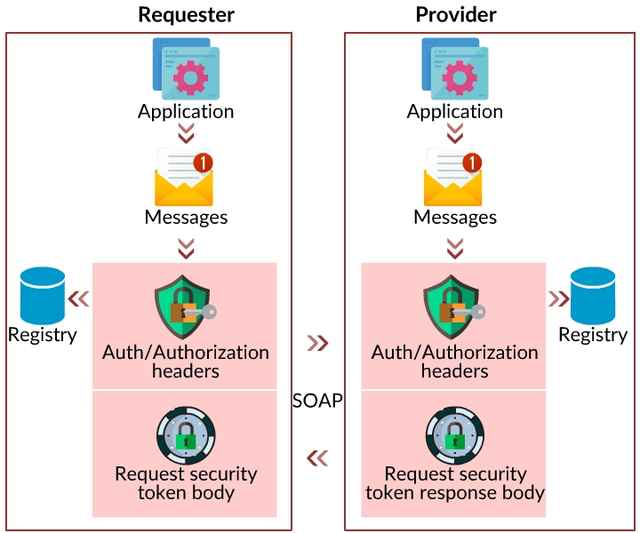 Requester
Application
1
Messages
Registry
Auth/Authorization
headers
Request security
token body
SOAP
Provider
Application
1
Messages
Registry
Auth/Authorization
headers
Request security
token response body